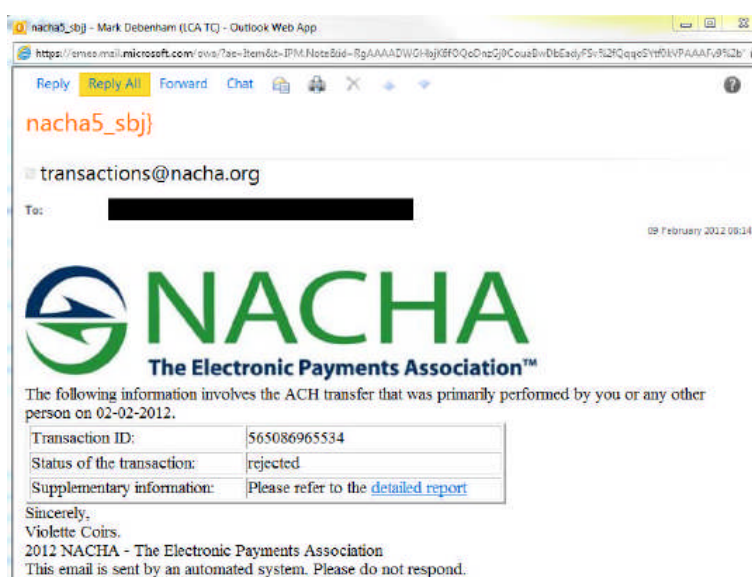 nacha5_sbj} - Mark Debenham (LCA TC) - Outlook Web App
Reply Reply All Forward Chat
nacha5_sbj}
transactions@nacha.org
To:
09 February 2012 06:14
NACHA
The Electronic Payments Association™
The following information involves the ACH transfer that was primarily performed by you or any other
person on 02-02-2012.
Transaction ID: 565086965534
Status of the transaction: rejected
Supplementary information: Please refer to the detailed report
Sincerely,
Violette Coirs.
2012 NACHA - The Electronic Payments Association
This email is sent by an automated system. Please do not respond.